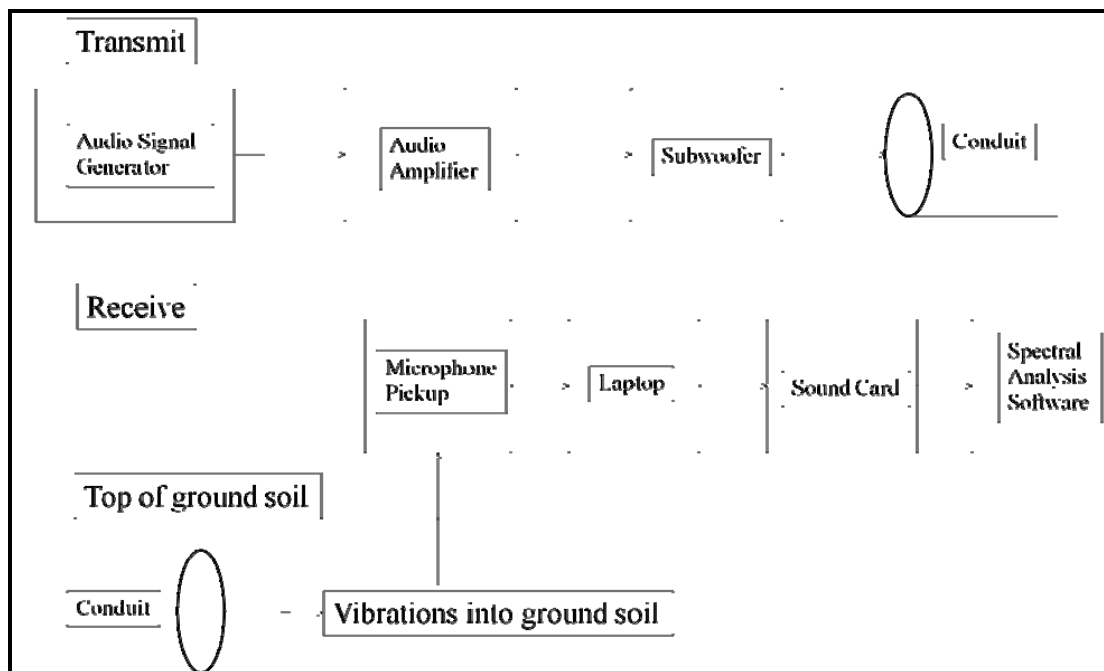 Transmit
Audio Signal
Generator
Audio
Amplifier
Subwoofer
Conduit
Receive
Microphone
Pickup
Laptop
Sound Card
Spectral
Analysis
Software
Top of ground soil
Conduit
Vibrations into ground soil